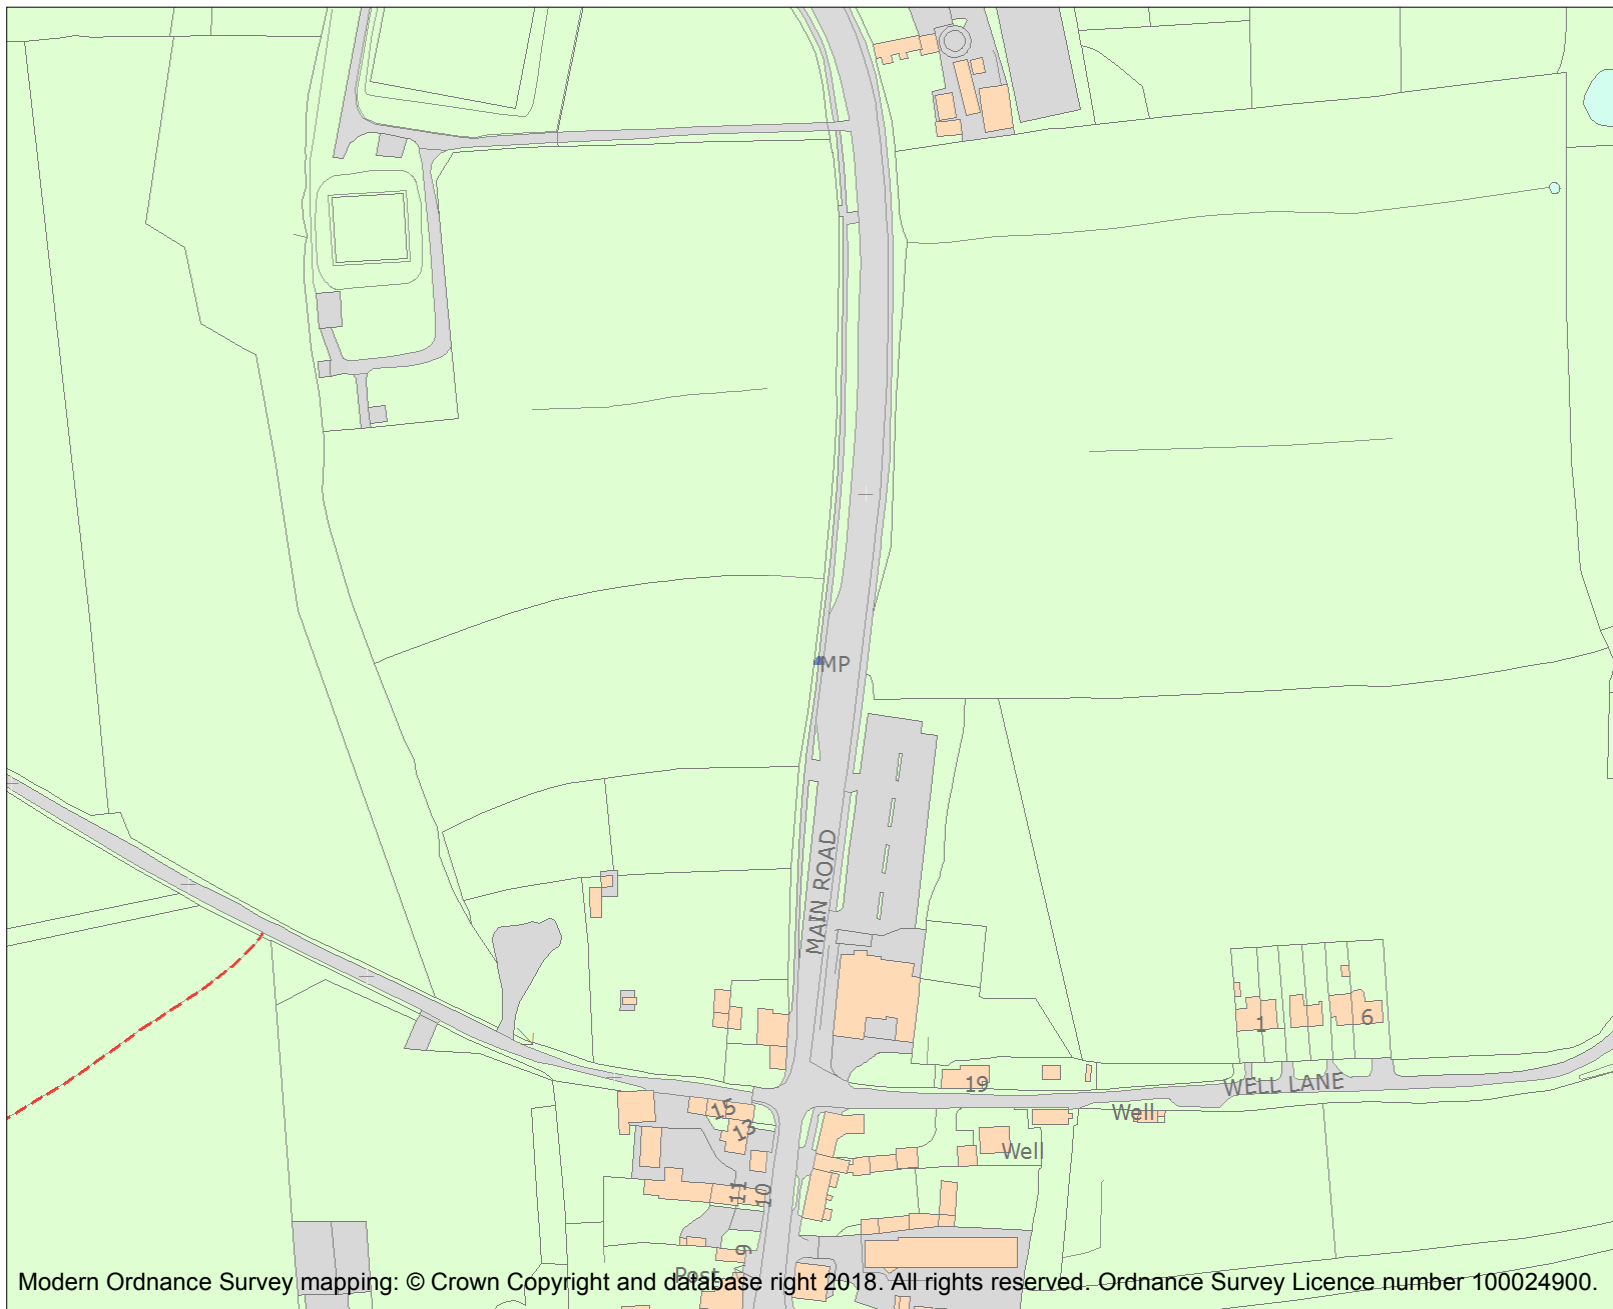 MP
MAIN ROAD
1
6
19
WELL LANE
15
Well
13
Well
11
10
9
Post
Modern Ordnance Survey mapping: © Crown Copyright and database right 2018. All rights reserved. Ordnance Survey Licence number 100024900.